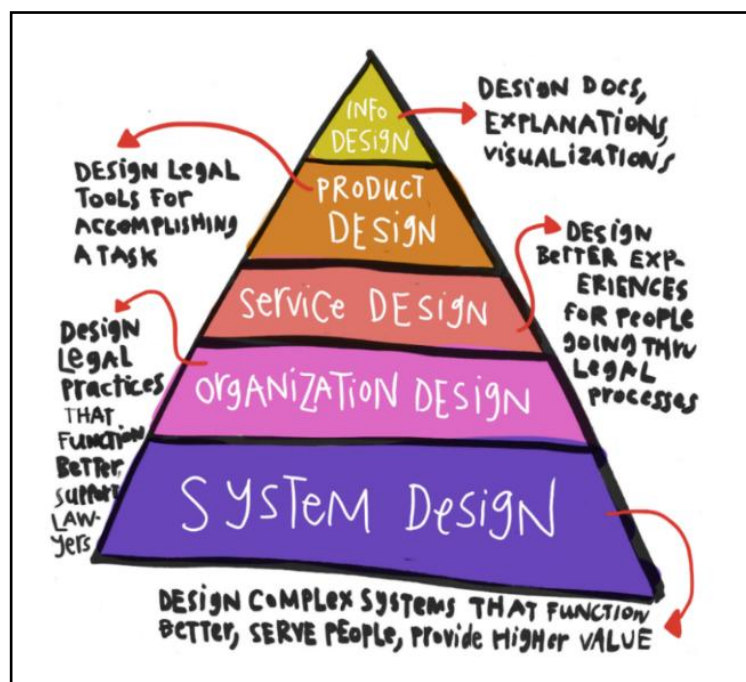 INFO
DESIGN
DESIGN DOCS,
EXPLANATIONS,
VISUALIZATIONS
PRODUCT
DESIGN
DESIGN LEGAL
TOOLS FOR
ACCOMPLISHING
A TASK
SERVICE DESIGN
DESIGN
BETTER EXP-
ERIENCES
FOR PEOPLE
GOING THRU
LEGAL
PROCESSES
ORGANIZATION DESIGN
DESIGN
LEGAL
PRACTICES
THAT
FUNCTION
BETTER,
SUPPORT
LAW-
YERS
SYSTEM DESIGN
DESIGN COMPLEX SYSTEMS THAT FUNCTION
BETTER, SERVE PEOPLE, PROVIDE HIGHER VALUE